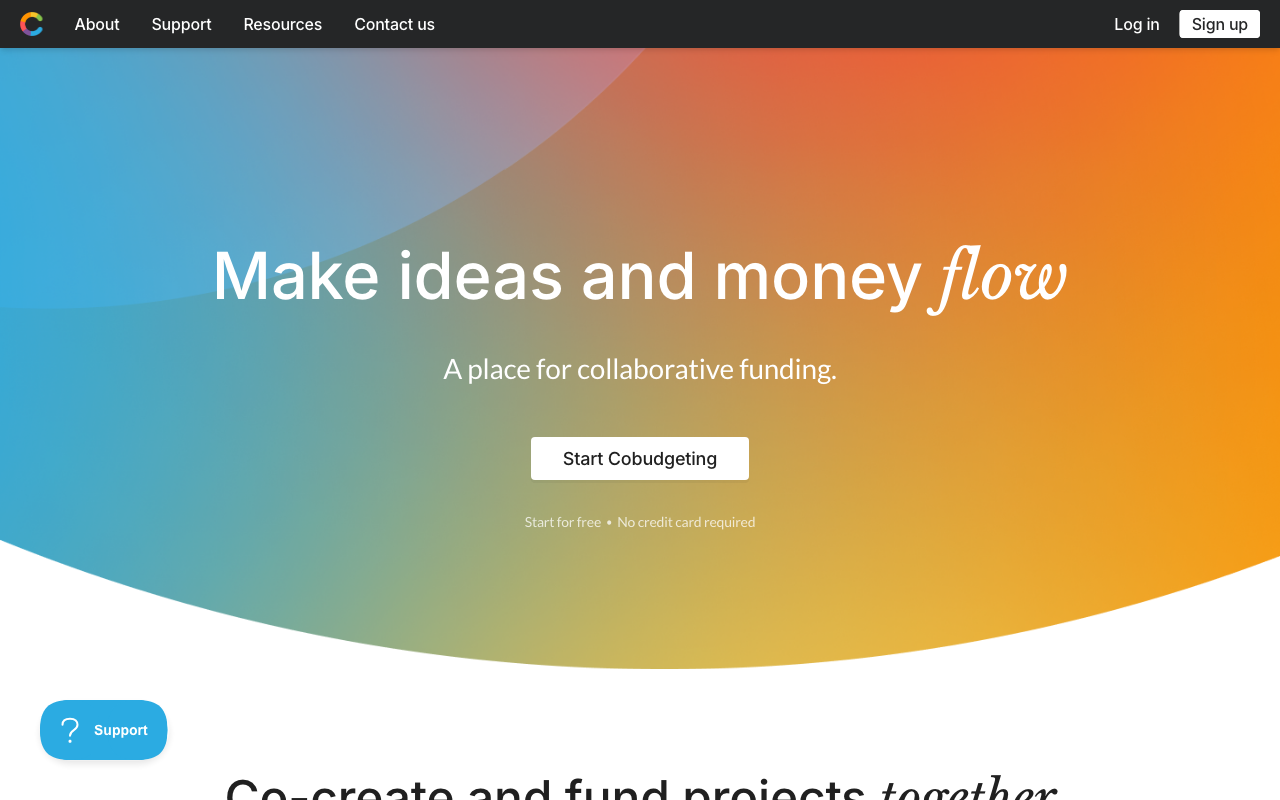 About Support Resources Contact us Log in Sign up
Make ideas and money flow
A place for collaborative funding.
Start Cobudgeting
Start for free • No credit card required
Support
Co-create and fund projects together